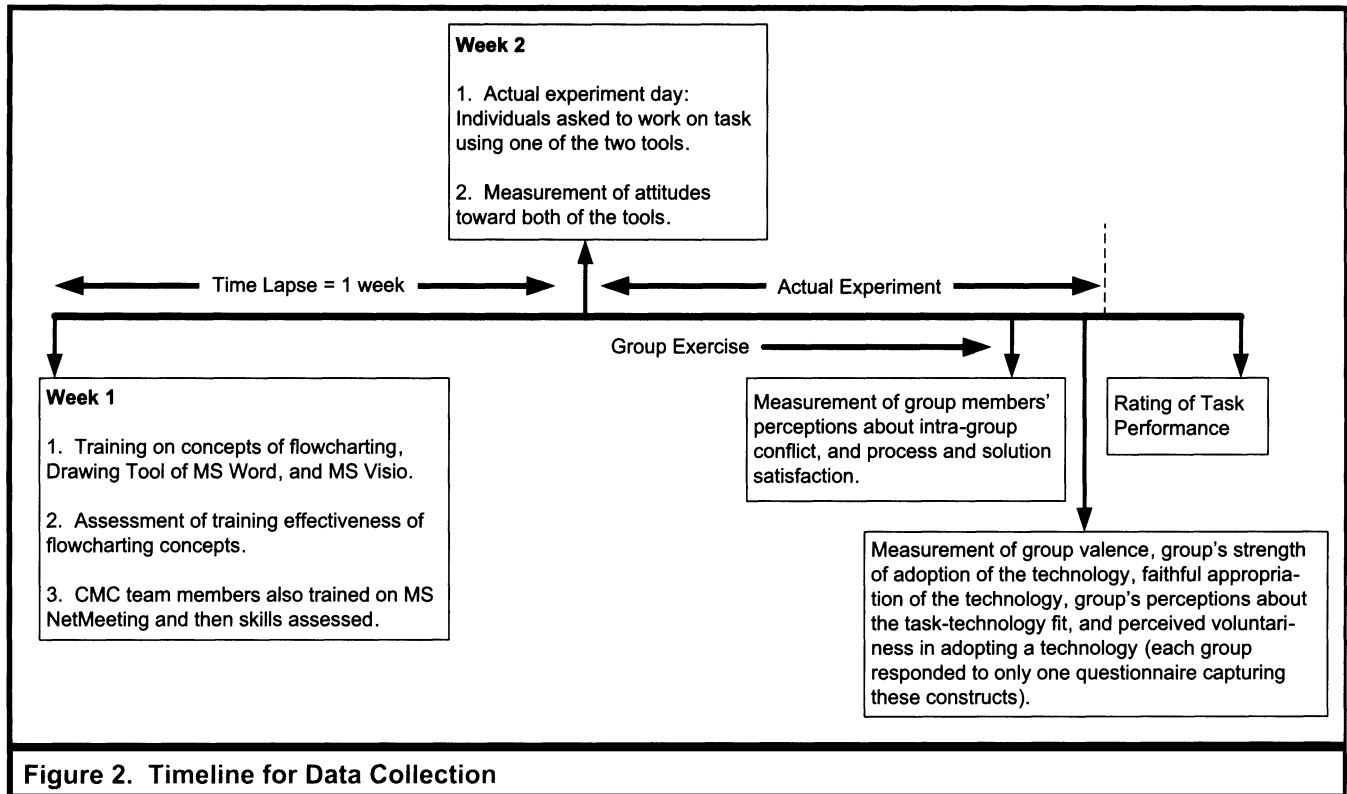 Week 2
1. Actual experiment day:
Individuals asked to work on task
using one of the two tools.
2. Measurement of attitudes
toward both of the tools.
Time Lapse = 1 week
Actual Experiment
Group Exercise
Week 1
1. Training on concepts of flowcharting,
Drawing Tool of MS Word, and MS Visio.
2. Assessment of training effectiveness of
flowcharting concepts.
3. CMC team members also trained on MS
NetMeeting and then skills assessed.
Measurement of group members'
perceptions about intra-group
conflict, and process and solution
satisfaction.
Rating of Task
Performance
Measurement of group valence, group's strength
of adoption of the technology, faithful appropria-
tion of the technology, group's perceptions about
the task-technology fit, and perceived voluntari-
ness in adopting a technology (each group
responded to only one questionnaire capturing
these constructs).
Figure 2. Timeline for Data Collection